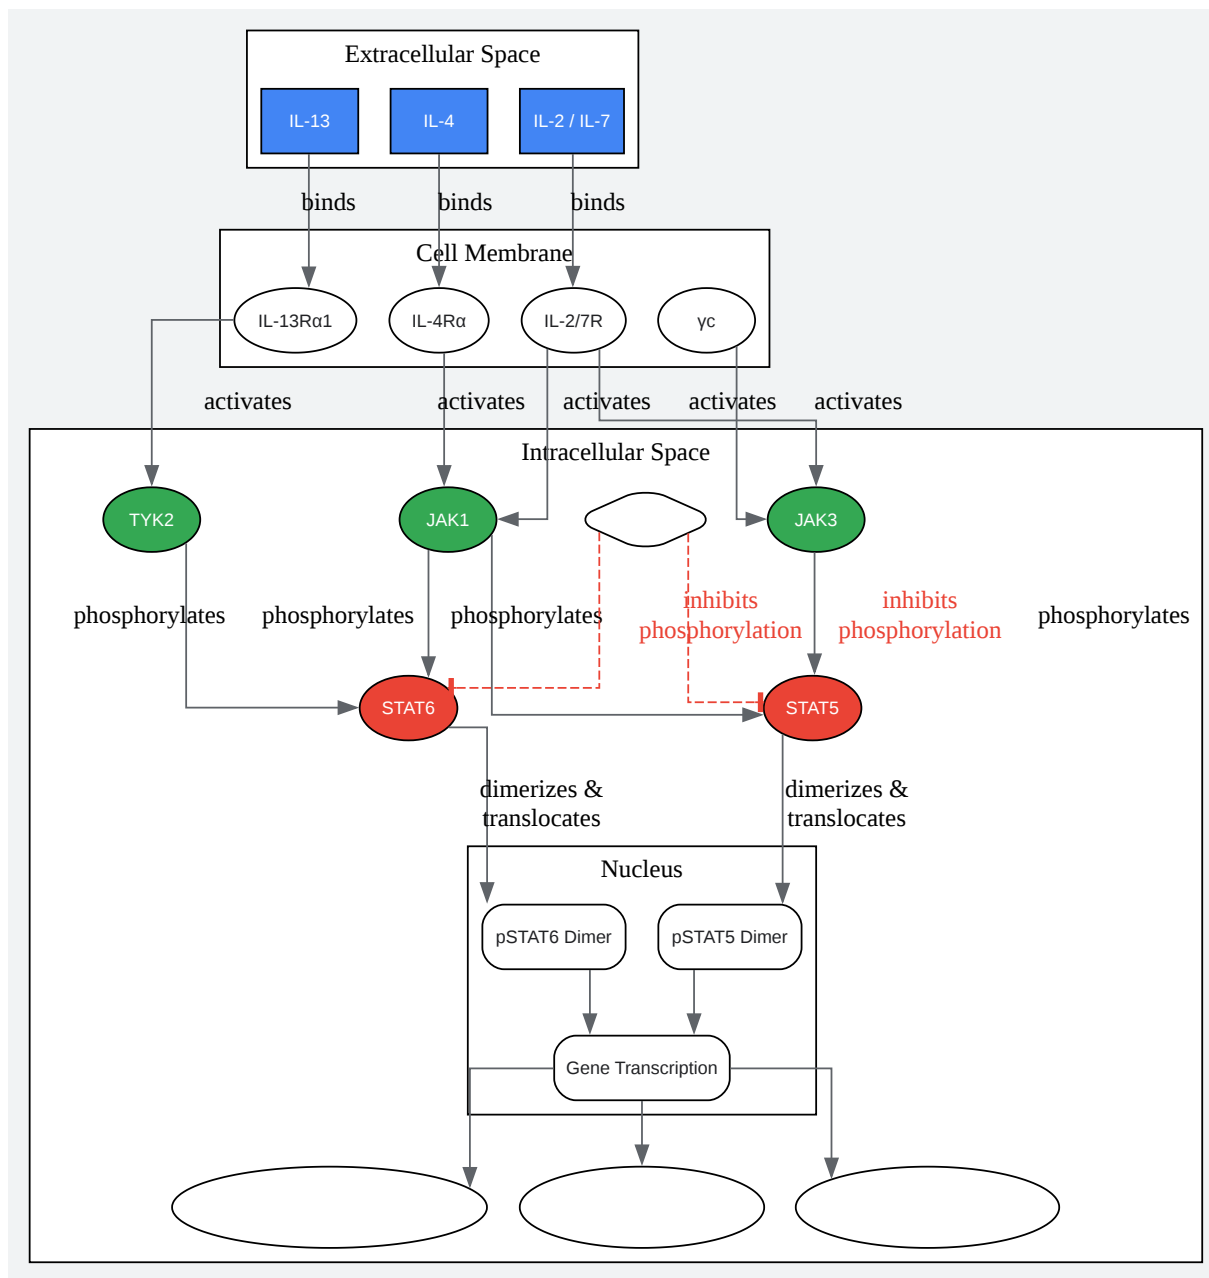 Extracellular Space
IL-13
IL-4
IL-2 / IL-7
binds
binds
binds
Cell Membrane
IL-13Rα1
IL-4Rα
IL-2/7R
γc
activates
activates
activates
activates
activates
Intracellular Space
TYK2
JAK1
JAK3
phosphorylates
phosphorylates
phosphorylates
inhibits
phosphorylation
inhibits
phosphorylation
phosphorylates
STAT6
STAT5
dimerizes &
translocates
dimerizes &
translocates
Nucleus
pSTAT6 Dimer
pSTAT5 Dimer
Gene Transcription